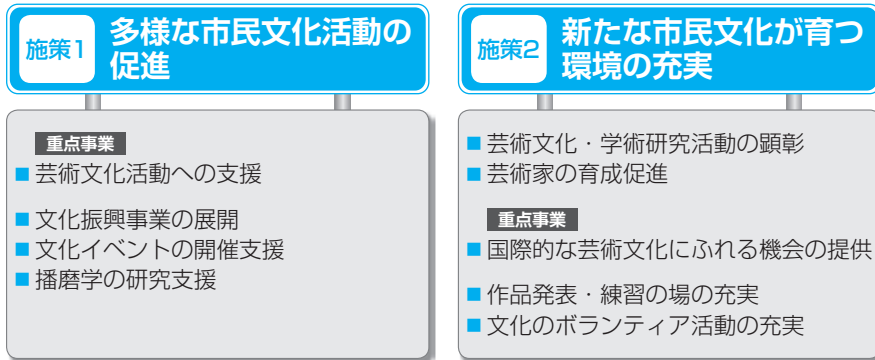 施策1
多様な市民文化活動の
促進
重点事業
■芸術文化活動への支援
■文化振興事業の展開
■文化イベントの開催支援
■播磨学の研究支援
施策2
新たな市民文化が育つ
環境の充実
■芸術文化・学術研究活動の顕彰
■芸術家の育成促進
重点事業
■国際的な芸術文化にふれる機会の提供
■作品発表・練習の場の充実
■文化のボランティア活動の充実